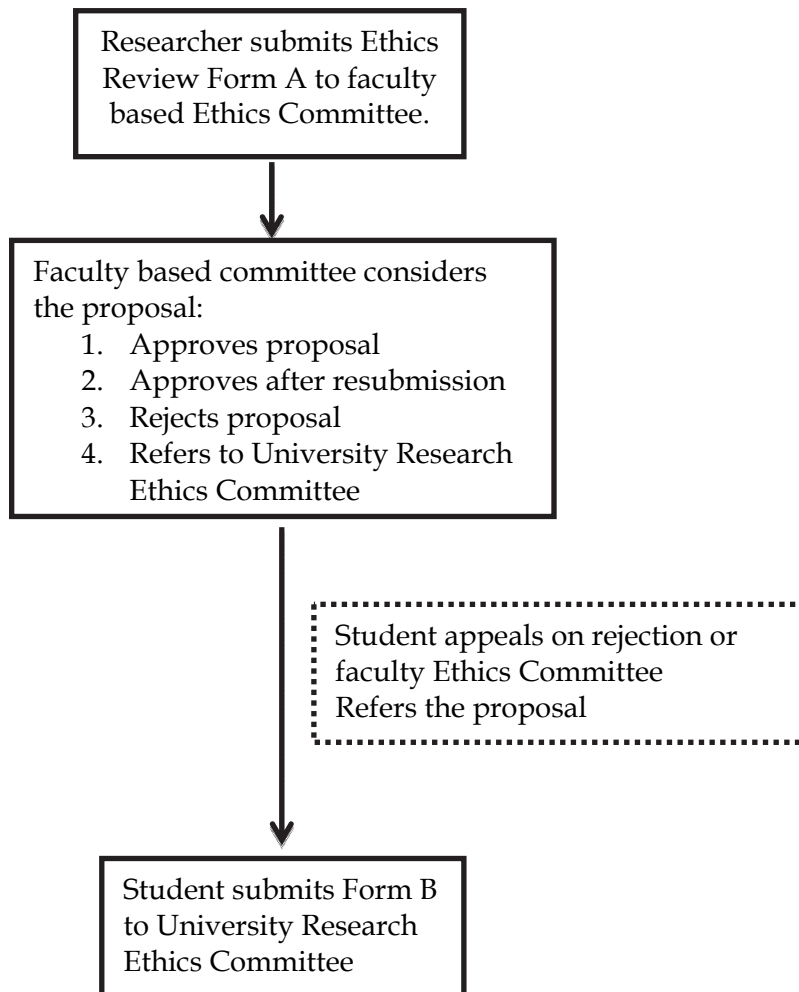 Researcher submits Ethics
Review Form A to faculty
based Ethics Committee.
Faculty based committee considers
the proposal:
1. Approves proposal
2. Approves after resubmission
3. Rejects proposal
4. Refers to University Research
Ethics Committee
Student appeals on rejection or
faculty Ethics Committee
Refers the proposal
Student submits Form B
to University Research
Ethics Committee